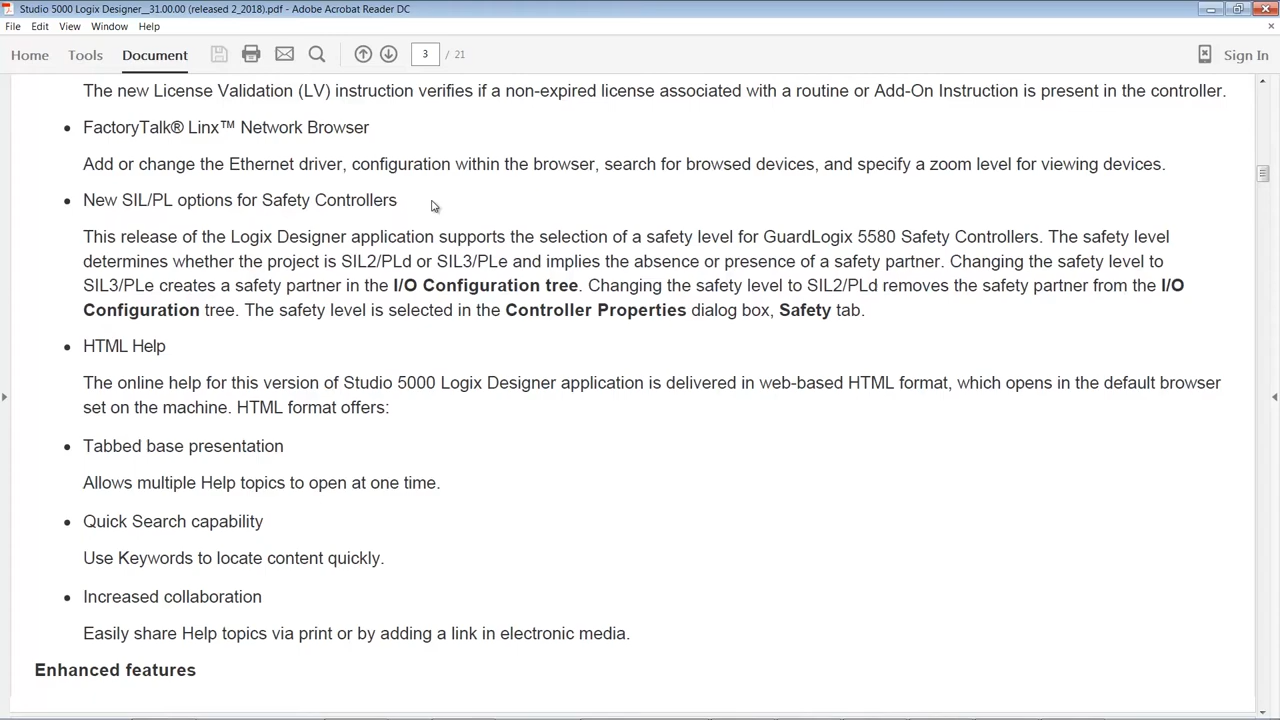 Studio 5000 Logix Designer__31.00.00 (released 2_2018).pdf - Adobe Acrobat Reader DC
File Edit View Window Help
Home Tools Document 3 / 21 Sign In
The new License Validation (LV) instruction verifies if a non-expired license associated with a routine or Add-On Instruction is present in the controller.
• FactoryTalk® Linx™ Network Browser
Add or change the Ethernet driver, configuration within the browser, search for browsed devices, and specify a zoom level for viewing devices.
• New SIL/PL options for Safety Controllers
This release of the Logix Designer application supports the selection of a safety level for GuardLogix 5580 Safety Controllers. The safety level
determines whether the project is SIL2/PLd or SIL3/PLe and implies the absence or presence of a safety partner. Changing the safety level to
SIL3/PLe creates a safety partner in the I/O Configuration tree. Changing the safety level to SIL2/PLd removes the safety partner from the I/O
Configuration tree. The safety level is selected in the Controller Properties dialog box, Safety tab.
• HTML Help
The online help for this version of Studio 5000 Logix Designer application is delivered in web-based HTML format, which opens in the default browser
set on the machine. HTML format offers:
• Tabbed base presentation
Allows multiple Help topics to open at one time.
• Quick Search capability
Use Keywords to locate content quickly.
• Increased collaboration
Easily share Help topics via print or by adding a link in electronic media.
Enhanced features